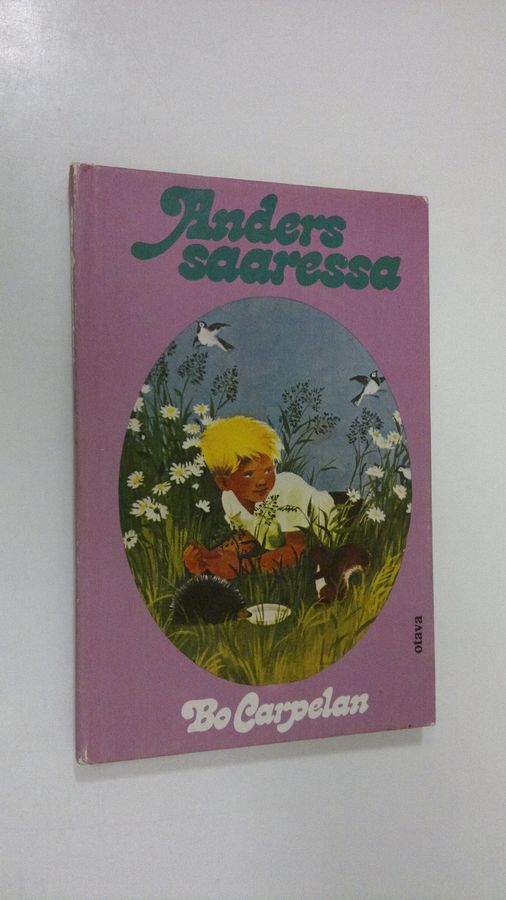 Anders
saaressa
otava
Bo Carpelan